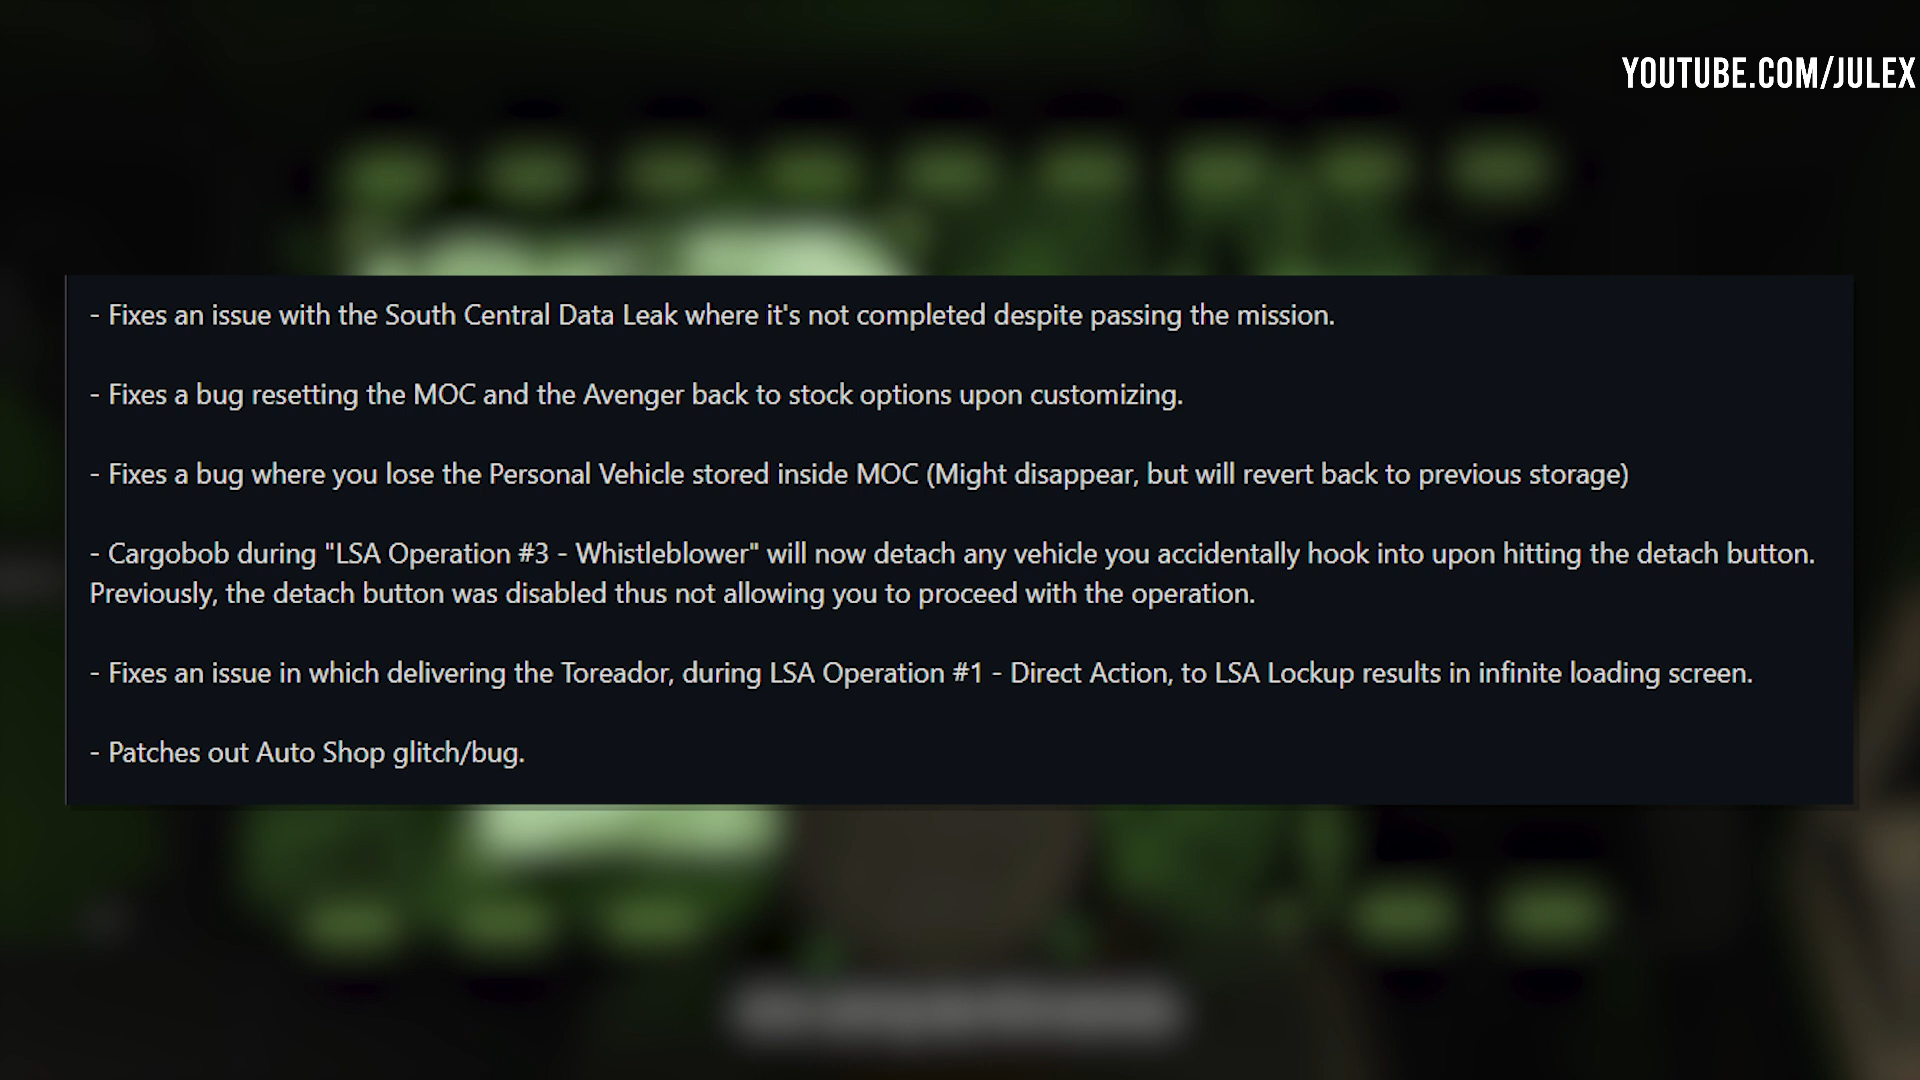 YOUTUBE.COM/JULEX
- Fixes an issue with the South Central Data Leak where it's not completed despite passing the mission.
- Fixes a bug resetting the MOC and the Avenger back to stock options upon customizing.
- Fixes a bug where you lose the Personal Vehicle stored inside MOC (Might disappear, but will revert back to previous storage)
- Cargobob during "LSA Operation #3 - Whistleblower" will now detach any vehicle you accidentally hook into upon hitting the detach button.
Previously, the detach button was disabled thus not allowing you to proceed with the operation.
- Fixes an issue in which delivering the Toreador, during LSA Operation #1 - Direct Action, to LSA Lockup results in infinite loading screen.
- Patches out Auto Shop glitch/bug.